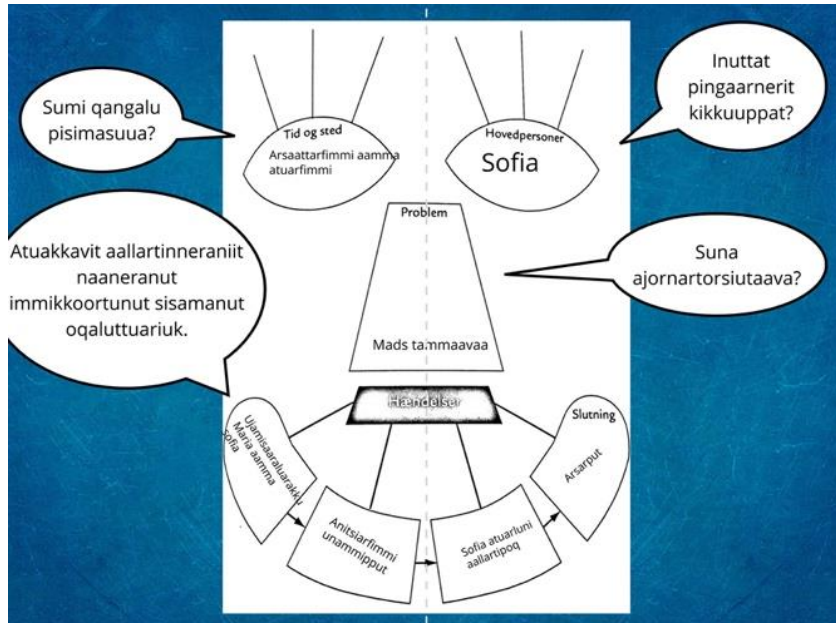 Sumi qangalu
pisimasuua?
Tid og sted
Arsaattarfimmi aamma
atuarfimmi
Hovedpersoner
Sofia
Inuttat
pingaarnerit
kikkuuppat?
Problem
Mads tammaavaa
Suna
ajornartorsiutaava?
Atuakkavit aallartinneraniit
naaneranut
immikkoortunut sisamanut
oqaluttuariuk.
Hændelser
Ujamisaaraluarakku
Maria aamma
sofia
Anitsiarfimmi
unammipput
Sofia atuarluni
aallartipoq
Slutning
Arsarput